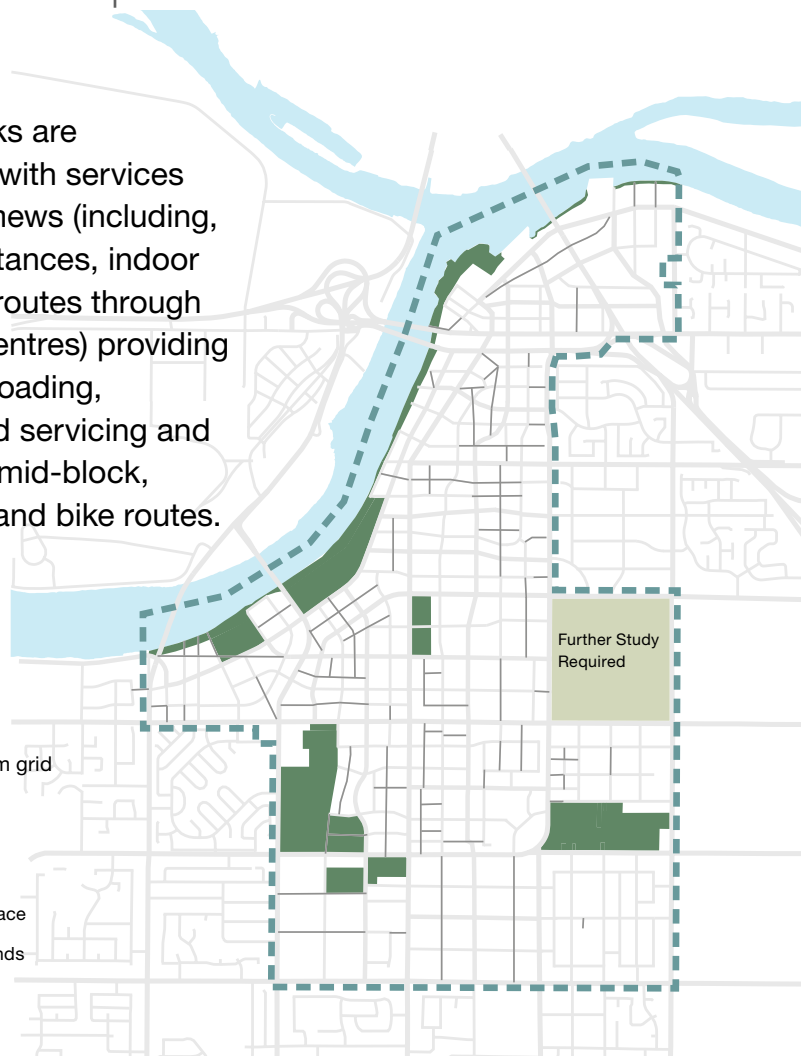 ks are
with services
news (including,
tances, indoor
routes through
entres) providing
oading,
d servicing and
mid-block,
and bike routes.
Further Study
Required
m grid
ace
nds